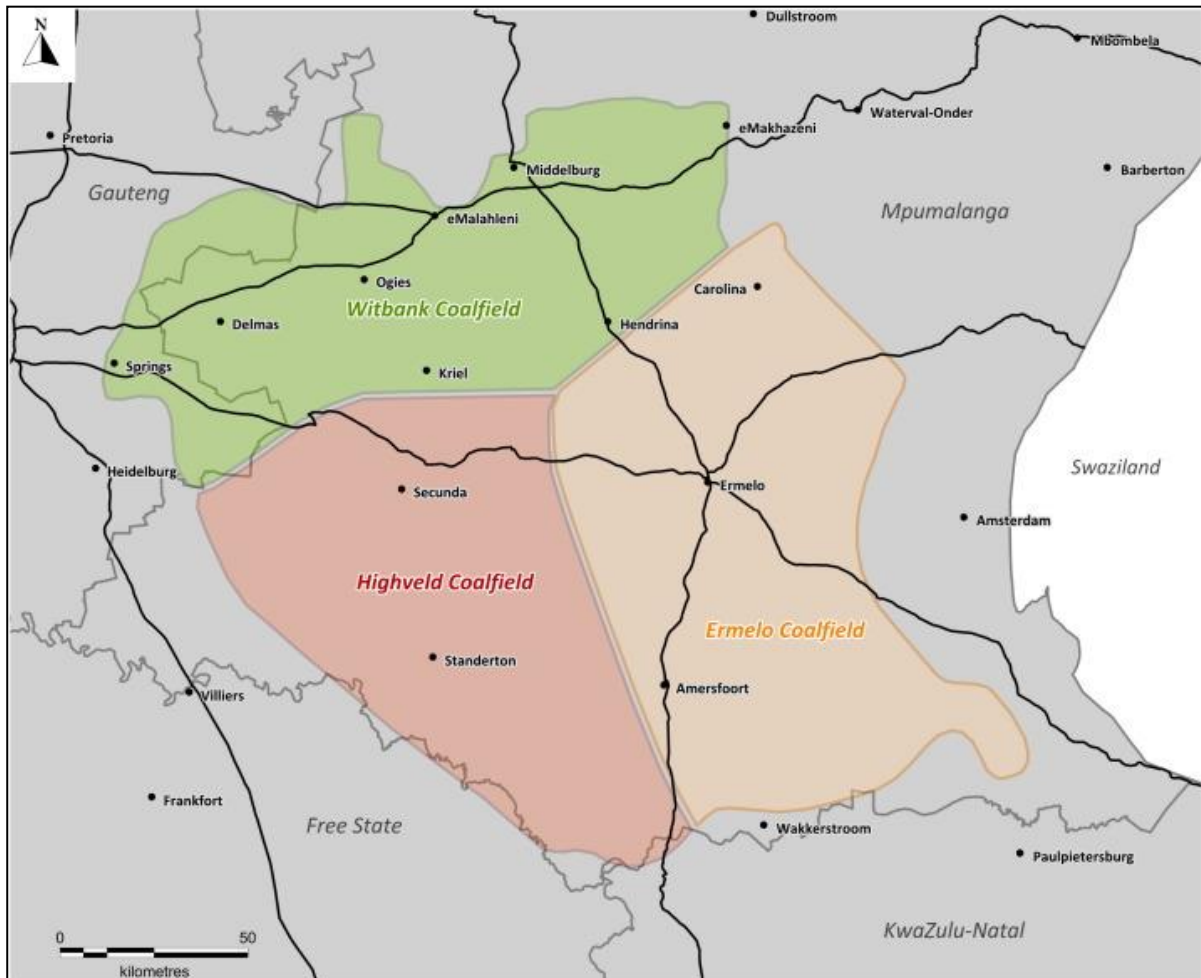 N
Dullstroom
Mbombela
Waterval-Onder
eMakhazeni
Pretoria
Middelburg
Barberton
Gauteng
Mpumalanga
eMalahleni
Ogies
Carolina
Witbank Coalfield
Delmas
Hendrina
Springs
Kriel
Heidelburg
Swaziland
Ermelo
Secunda
Amsterdam
Highveld Coalfield
Ermelo Coalfield
Standerton
Amersfoort
Villiers
Frankfort
Free State
Wakkerstroom
Paulpietersburg
KwaZulu-Natal
0 50
kilometres